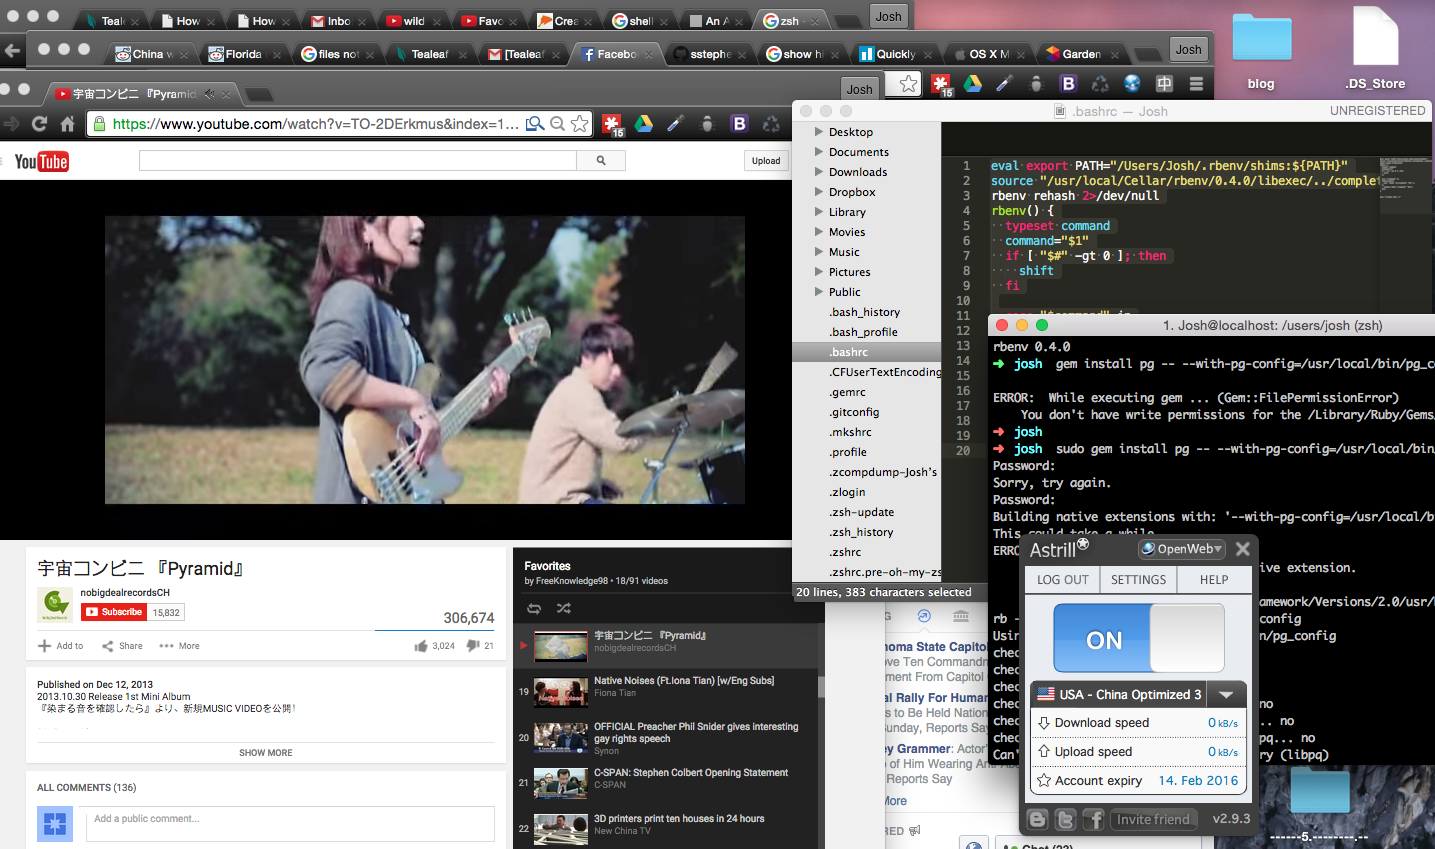 Teale
How
How
Inbo
wild
Favo
Crea
shell
An A
zsh -
Josh
China w
Florida
files not
Tealeaf
[Tealeaf
Facebo
sstephe
show hi
Quickly
OS X M
Garden
Josh
宇宙コンビニ 『Pyramid
Josh
https://www.youtube.com/watch?v=TO-2DErkmus&index=1...
15
15
B
B
中
blog
.DS_Store
YouTube
Upload
.bashrc — Josh
UNREGISTERED
Desktop
Documents
Downloads
Dropbox
Library
Movies
Music
Pictures
Public
.bash_history
.bash_profile
.bashrc
.CFUserTextEncoding
.gemrc
.gitconfig
.mkshrc
.profile
.zcompdump-Josh's
.zlogin
.zsh-update
.zsh_history
.zshrc
.zshrc.pre-oh-my-zs
20 lines, 383 characters selected
1 eval export PATH="/Users/Josh/.rbenv/shims:${PATH}"
2 source "/usr/local/Cellar/rbenv/0.4.0/libexec/../complet
3 rbenv rehash 2>/dev/null
4 rbenv() {
5 typeset command
6 command="$1"
7 if [ "$#" -gt 0 ]; then
8 shift
9 fi
10
11
12
13
14
15
16
17
18
19
20
1. Josh@localhost: /users/josh (zsh)
rbenv 0.4.0
➜ josh gem install pg -- --with-pg-config=/usr/local/bin/pg_co
ERROR: While executing gem ... (Gem::FilePermissionError)
You don't have write permissions for the /Library/Ruby/Gems/
➜ josh
➜ josh sudo gem install pg -- --with-pg-config=/usr/local/bin/
Password:
Sorry, try again.
Password:
Building native extensions with: '--with-pg-config=/usr/local/b
This could take a while
ERRO
ive extension.
amework/Versions/2.0/usr/b
rb -
config
Usin
n/pg_config
chec
chec
chec
chec no
chec .. no
chec pq... no
Can' ry (libpq)
Astrill
OpenWeb
LOG OUT
SETTINGS
HELP
ON
USA - China Optimized 3
Download speed 0 kB/s
Upload speed 0 kB/s
Account expiry 14. Feb 2016
Invite friend
v2.9.3
宇宙コンビニ 『Pyramid』
nobigdealrecordsCH
Subscribe 15,832
306,674
Add to
Share
More
3,024
21
Published on Dec 12, 2013
2013.10.30 Release 1st Mini Album
『染まる音を確認したら』より、新規MUSIC VIDEOを公開！
SHOW MORE
ALL COMMENTS (136)
Add a public comment...
Favorites
by FreeKnowledge98 • 18/91 videos
宇宙コンビニ 『Pyramid』
nobigdealrecordsCH
19
Native Noises (Ft.Iona Tian) [w/Eng Subs]
Fiona Tian
20
OFFICIAL Preacher Phil Snider gives interesting
gay rights speech
Synon
21
C-SPAN: Stephen Colbert Opening Statement
C-SPAN
22
3D printers print ten houses in 24 hours
New China TV
G
homa State Capitol
ove Ten Commandm
ment From Capitol
al Rally For Human
s to Be Held Nation
Sunday, Reports Say
ey Grammer: Actor'
o of Him Wearing An
Reports Say
More
RED
Chat (23)
------5.--------.--